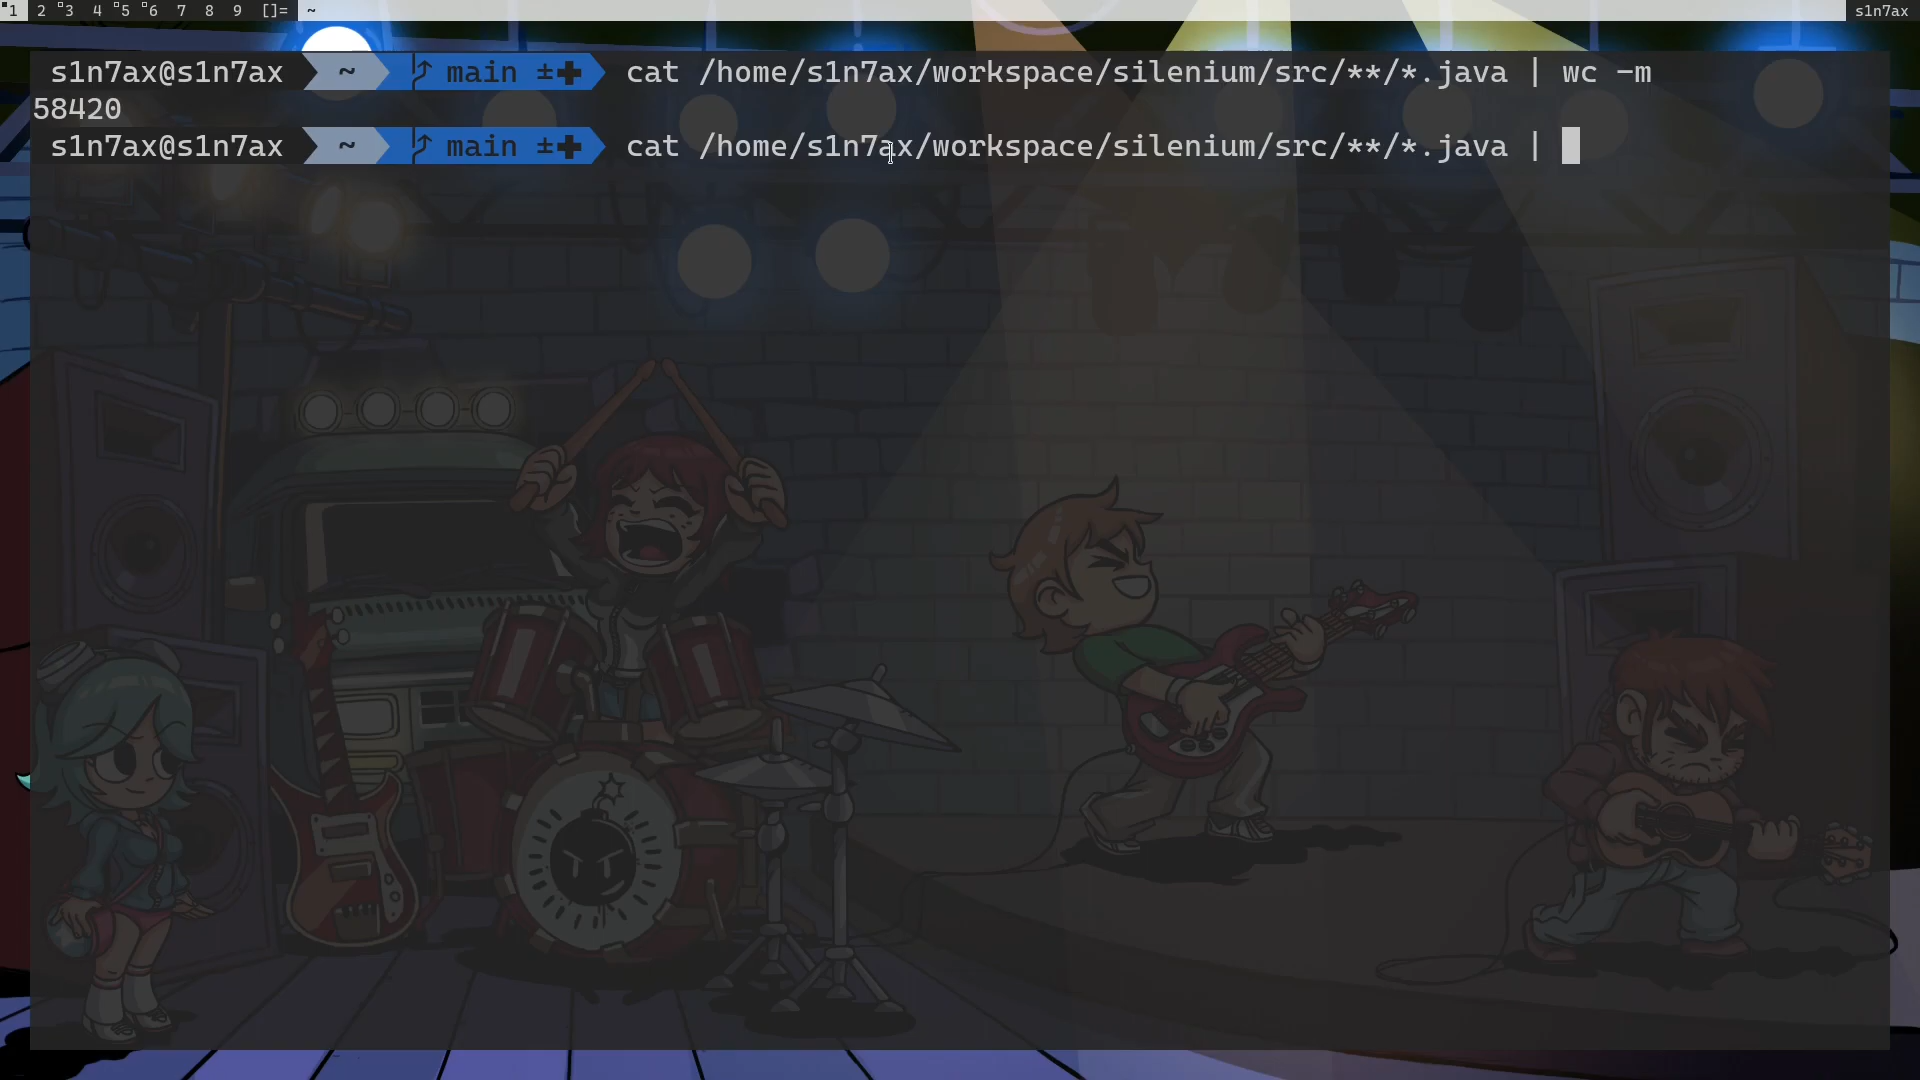 1 2 3 4 5 6 7 8 9 []= ~ s1n7ax
s1n7ax@s1n7ax ~ main ±✚ cat /home/s1n7ax/workspace/silenium/src/**/*.java | wc -m
58420
s1n7ax@s1n7ax ~ main ±✚ cat /home/s1n7ax/workspace/silenium/src/**/*.java |